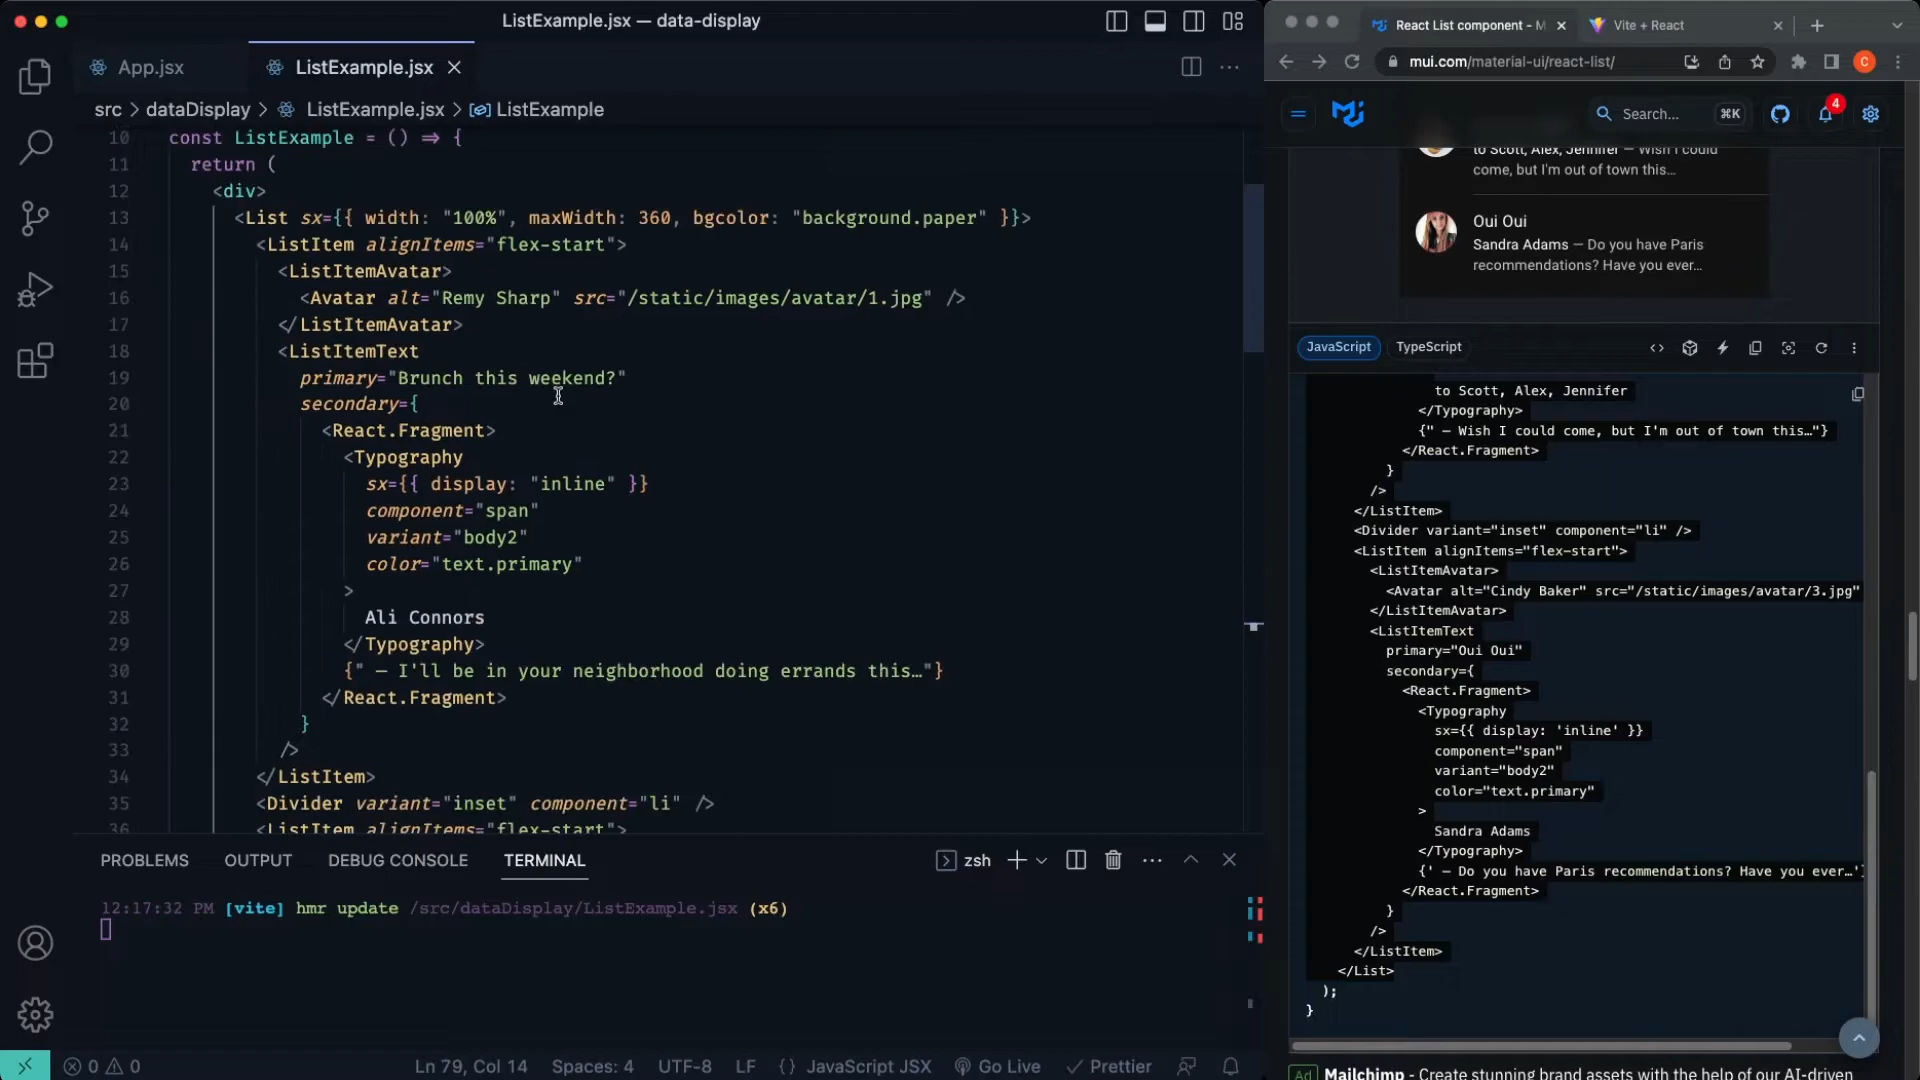 ListExample.jsx — data-display
App.jsx
ListExample.jsx
src > dataDisplay > ListExample.jsx > ListExample
10 const ListExample = () => {
11 return (
12 <div>
13 <List sx={{ width: "100%", maxWidth: 360, bgcolor: "background.paper" }}>
14 <ListItem alignItems="flex-start">
15 <ListItemAvatar>
16 <Avatar alt="Remy Sharp" src="/static/images/avatar/1.jpg" />
17 </ListItemAvatar>
18 <ListItemText
19 primary="Brunch this weekend?"
20 secondary={
21 <React.Fragment>
22 <Typography
23 sx={{ display: "inline" }}
24 component="span"
25 variant="body2"
26 color="text.primary"
27 >
28 Ali Connors
29 </Typography>
30 {" — I'll be in your neighborhood doing errands this…"}
31 </React.Fragment>
32 }
33 />
34 </ListItem>
35 <Divider variant="inset" component="li" />
36 <ListItem alignItems="flex-start">
PROBLEMS OUTPUT DEBUG CONSOLE TERMINAL
zsh
12:17:32 PM [vite] hmr update /src/dataDisplay/ListExample.jsx (x6)
0 0
Ln 79, Col 14 Spaces: 4 UTF-8 LF {} JavaScript JSX Go Live Prettier
React List component - M
Vite + React
mui.com/material-ui/react-list/
C
Search... ⌘K
4
to Scott, Alex, Jennifer — Wish I could
come, but I'm out of town this…
Oui Oui
Sandra Adams — Do you have Paris
recommendations? Have you ever…
JavaScript TypeScript
to Scott, Alex, Jennifer
</Typography>
{" — Wish I could come, but I'm out of town this…"}
</React.Fragment>
}
/>
</ListItem>
<Divider variant="inset" component="li" />
<ListItem alignItems="flex-start">
<ListItemAvatar>
<Avatar alt="Cindy Baker" src="/static/images/avatar/3.jpg"
</ListItemAvatar>
<ListItemText
primary="Oui Oui"
secondary={
<React.Fragment>
<Typography
sx={{ display: 'inline' }}
component="span"
variant="body2"
color="text.primary"
>
Sandra Adams
</Typography>
{' — Do you have Paris recommendations? Have you ever…'}
</React.Fragment>
}
/>
</ListItem>
</List>
);
}
Ad Mailchimp - Create stunning brand assets with the help of our AI-driven